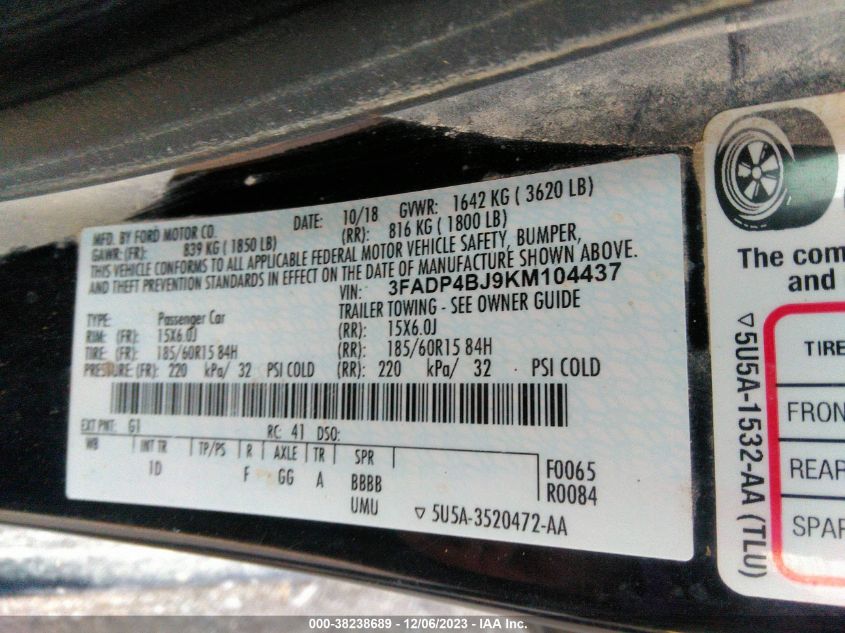 MFD. BY FORD MOTOR CO. DATE: 10/18 GVWR: 1642 KG ( 3620 LB)
GAWR: (FR): 839 KG ( 1850 LB) (RR): 816 KG ( 1800 LB)
THIS VEHICLE CONFORMS TO ALL APPLICABLE FEDERAL MOTOR VEHICLE SAFETY, BUMPER,
AND THEFT PREVENTION STANDARDS IN EFFECT ON THE DATE OF MANUFACTURE SHOWN ABOVE.
VIN: 3FADP4BJ9KM104437
TRAILER TOWING - SEE OWNER GUIDE
TYPE: Passenger Car
RIM: (FR): 15X6.0J (RR): 15X6.0J
TIRE: (FR): 185/60R15 84H (RR): 185/60R15 84H
PRESSURE: (FR): 220 kPa/ 32 PSI COLD (RR): 220 kPa/ 32 PSI COLD
EXT PNT: G1 RC: 41 DSO:
WB INT TR TP/PS R AXLE TR SPR
1D F GG A BBBB
UMU
F0065
R0084
▽ 5U5A-3520472-AA
The com
and
▽5U5A-1532-AA (TLU)
TIRE
FRON
REAR
SPAR
000-38238689 - 12/06/2023 - IAA Inc.